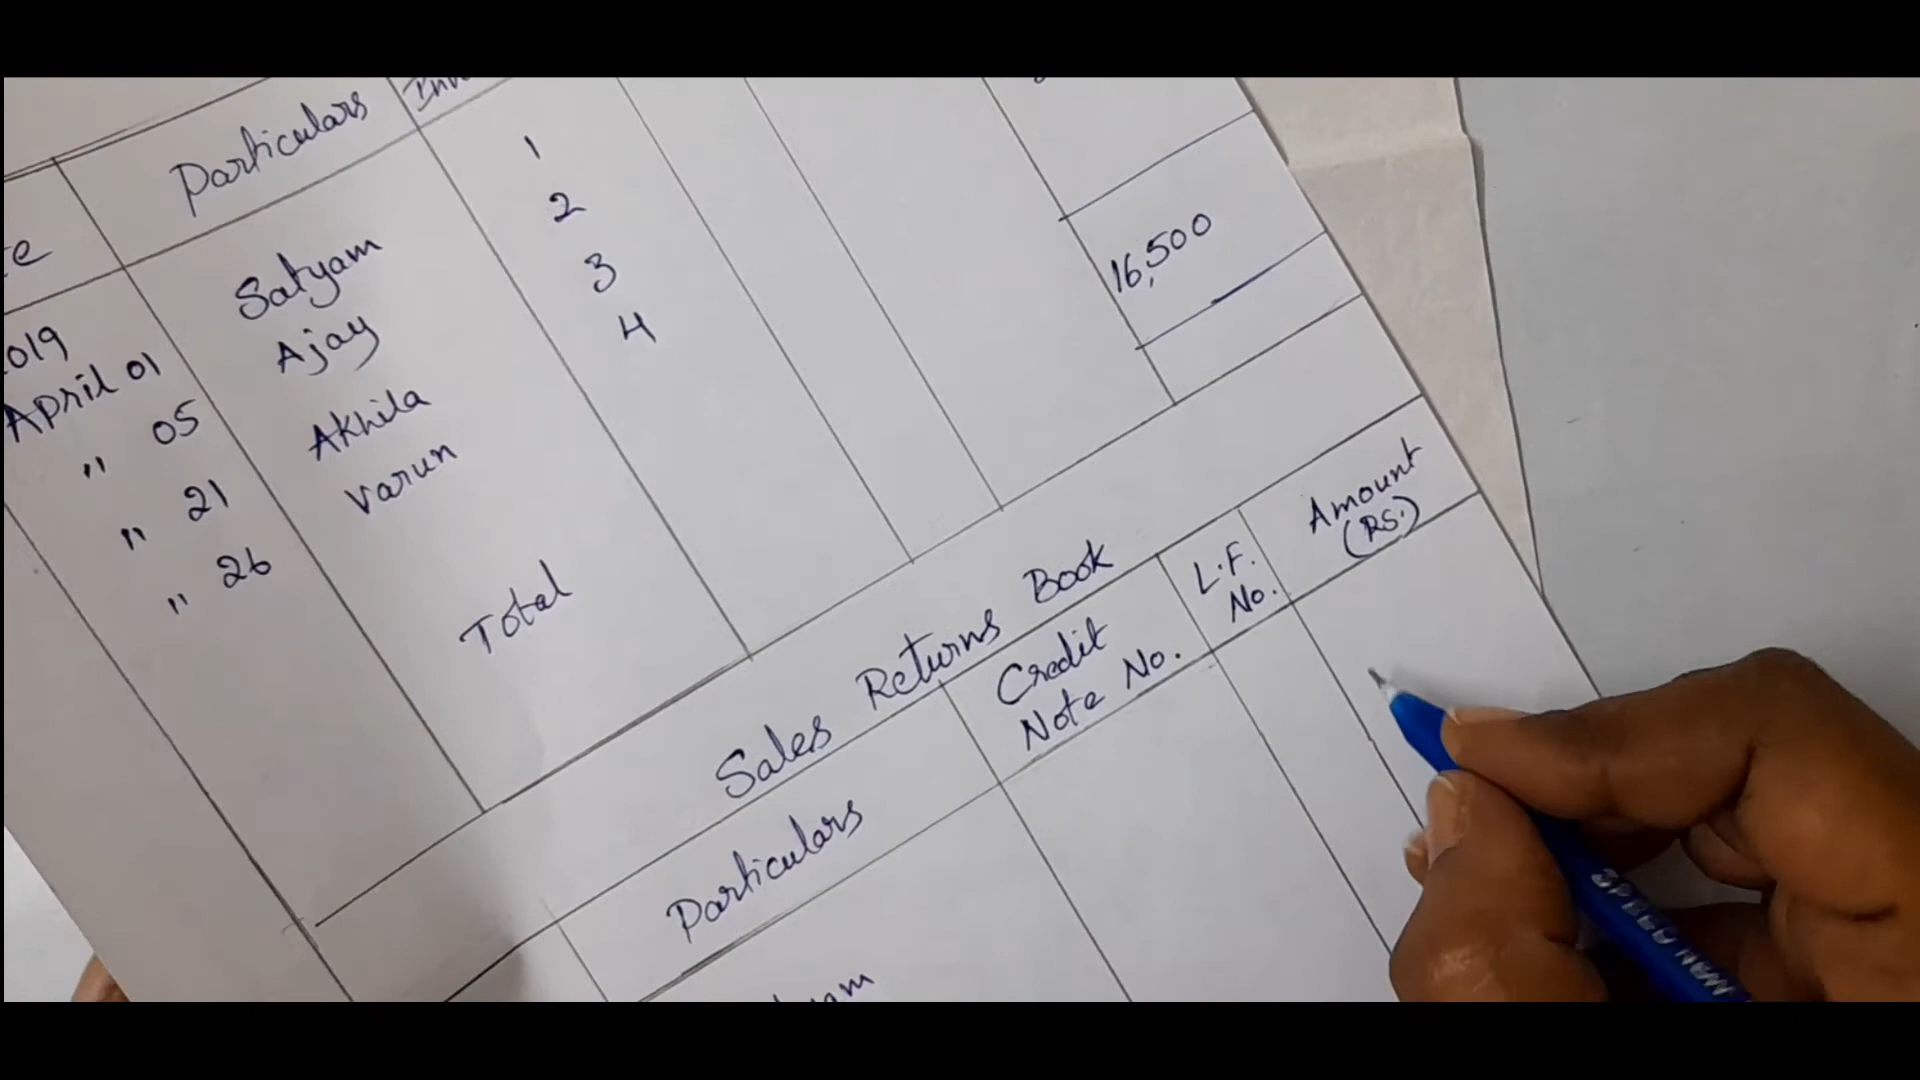 Particulars
2019
April 01 Satyam 1
" 05 Ajay 2
" 21 Akhila 3
" 26 Varun 4
Total 16,500
Sales Returns Book
Particulars Credit Note No. L.F. No. Amount (Rs.)